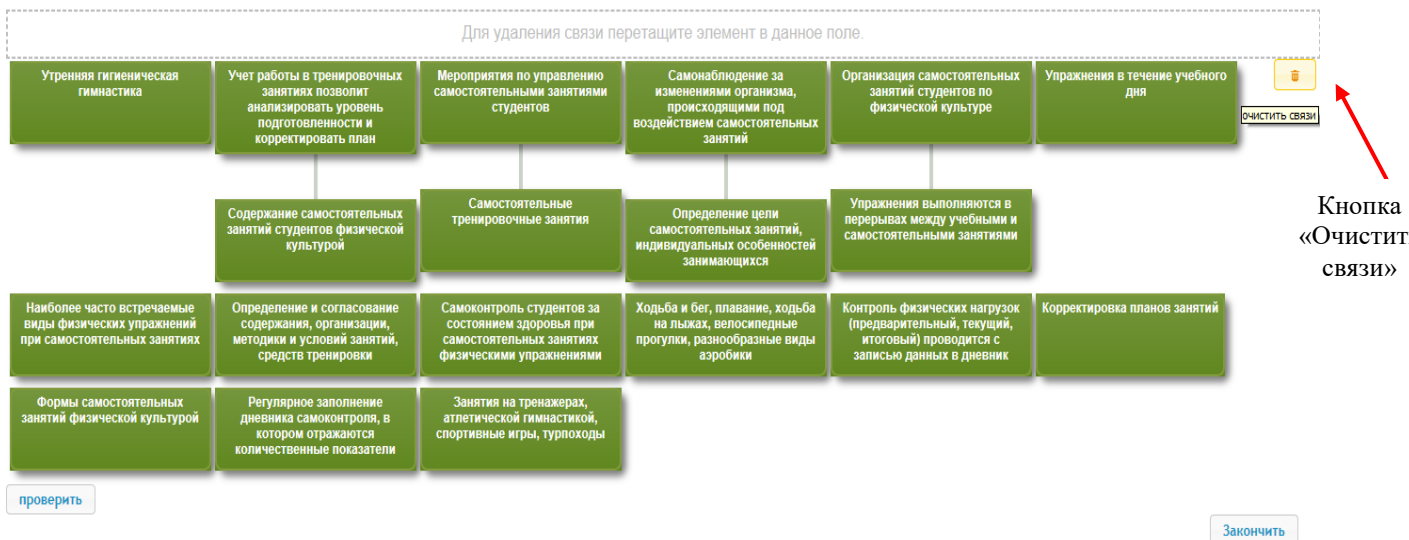 Для удаления связи перетащите элемент в данное поле.
Утренняя гигиеническая
гимнастика
Учет работы в тренировочных
занятиях позволит
анализировать уровень
подготовленности и
корректировать план
Мероприятия по управлению
самостоятельными занятиями
студентов
Самонаблюдение за
изменениями организма,
происходящими под
воздействием самостоятельных
занятий
Организация самостоятельных
занятий студентов по
физической культуре
Упражнения в течение учебного
дня
очистить связи
Содержание самостоятельных
занятий студентов физической
культурой
Самостоятельные
тренировочные занятия
Определение цели
самостоятельных занятий,
индивидуальных особенностей
занимающихся
Упражнения выполняются в
перерывах между учебными и
самостоятельными занятиями
Кнопка
«Очистить
связи»
Наиболее часто встречаемые
виды физических упражнений
при самостоятельных занятиях
Определение и согласование
содержания, организации,
методики и условий занятий,
средств тренировки
Самоконтроль студентов за
состоянием здоровья при
самостоятельных занятиях
физическими упражнениями
Ходьба и бег, плавание, ходьба
на лыжах, велосипедные
прогулки, разнообразные виды
аэробики
Контроль физических нагрузок
(предварительный, текущий,
итоговый) проводится с
записью данных в дневник
Корректировка планов занятий
Формы самостоятельных
занятий физической культурой
Регулярное заполнение
дневника самоконтроля, в
котором отражаются
количественные показатели
Занятия на тренажерах,
атлетической гимнастикой,
спортивные игры, турпоходы
проверить
Закончить